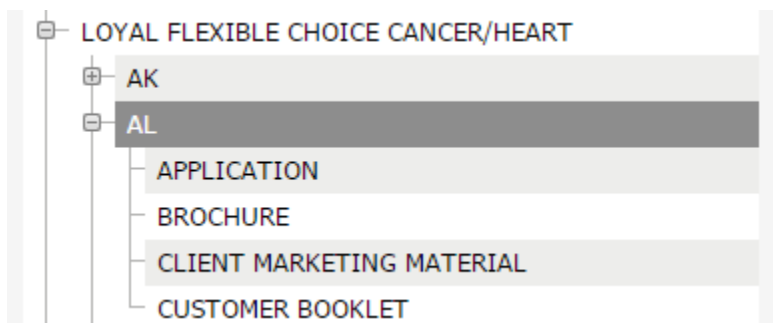 LOYAL FLEXIBLE CHOICE CANCER/HEART
AK
AL
APPLICATION
BROCHURE
CLIENT MARKETING MATERIAL
CUSTOMER BOOKLET